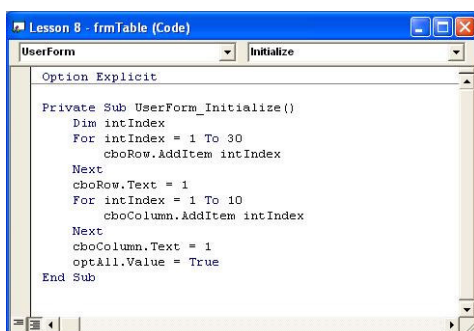 Lesson 8 - frmTable (Code)
UserForm Initialize
Option Explicit
Private Sub UserForm_Initialize()
Dim intIndex
For intIndex = 1 To 30
cboRow.AddItem intIndex
Next
cboRow.Text = 1
For intIndex = 1 To 10
cboColumn.AddItem intIndex
Next
cboColumn.Text = 1
optAll.Value = True
End Sub